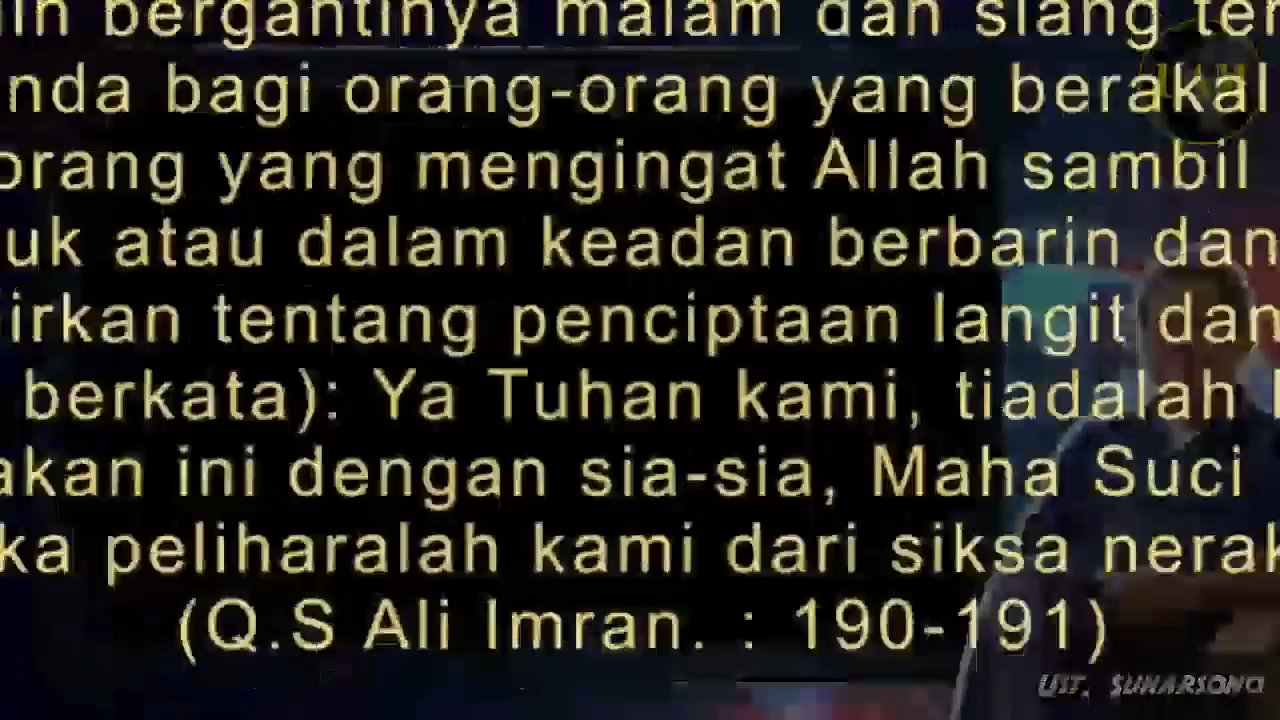 bergantinya malam dan siang
nda bagi orang-orang yang berakal
orang yang mengingat Allah sambil
uk atau dalam keadan berbarin dan
irkan tentang penciptaan langit dan
berkata): Ya Tuhan kami, tiadalah
akan ini dengan sia-sia, Maha Suci
ka peliharalah kami dari siksa nerak
(Q.S Ali Imran. : 190-191)
UST. SUNARSONO